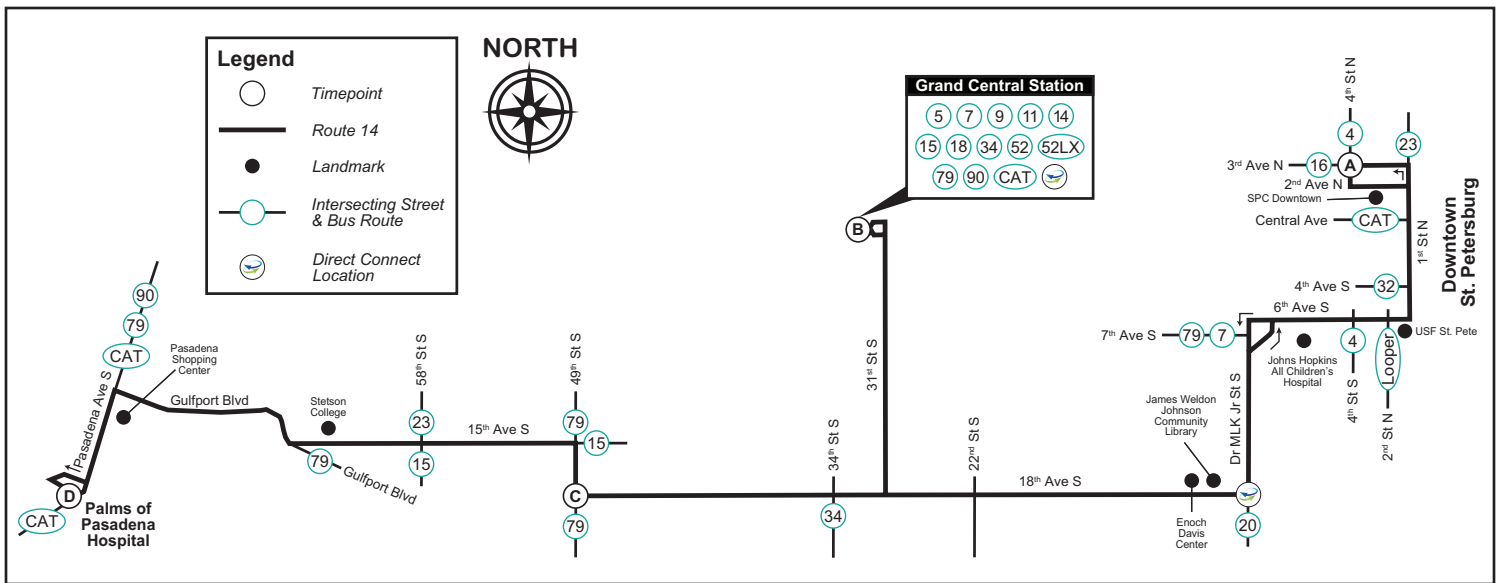 Legend
Timepoint
Route 14
Landmark
Intersecting Street
& Bus Route
Direct Connect
Location
NORTH
Grand Central Station
5 7 9 11 14
15 18 34 52 52LX
79 90 CAT
B
4th St N
4
23
3rd Ave N 16 A
2nd Ave N
SPC Downtown
Central Ave CAT
1st St N
Downtown
St. Petersburg
4th Ave S 32
6th Ave S
7th Ave S 79 7
USF St. Pete
Johns Hopkins
All Children's
Hospital
4
4th St S
Looper
2nd St N
Dr MLK Jr St S
James Weldon
Johnson
Community
Library
18th Ave S
Enoch
Davis
Center
20
22nd St S
31st St S
34th St S
34
C
79
49th St S
79
15
15th Ave S
58th St S
23
15
Stetson
College
79 Gulfport Blvd
Gulfport Blvd
90
79
CAT
Pasadena
Shopping
Center
Pasadena Ave S
D
CAT
Palms of
Pasadena
Hospital